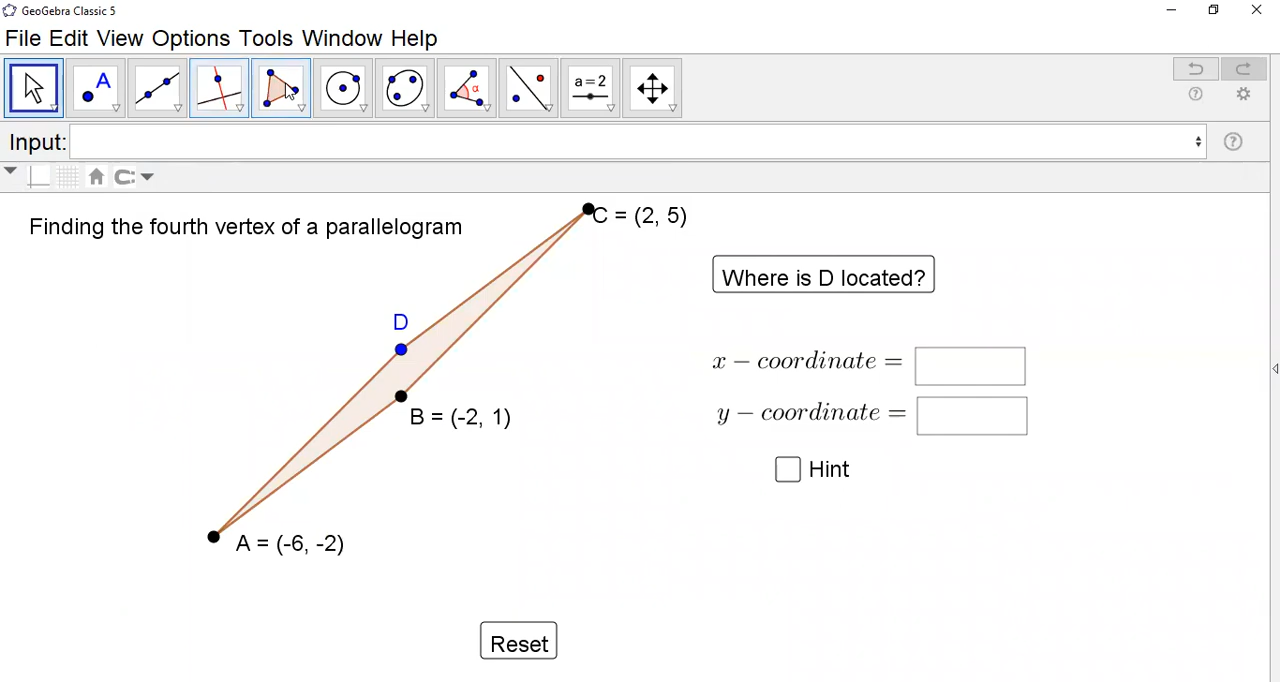 GeoGebra Classic 5
File Edit View Options Tools Window Help
A
α
a=2
Input:
Finding the fourth vertex of a parallelogram
C = (2, 5)
Where is D located?
D
x − coordinate =
B = (-2, 1)
y − coordinate =
Hint
A = (-6, -2)
Reset